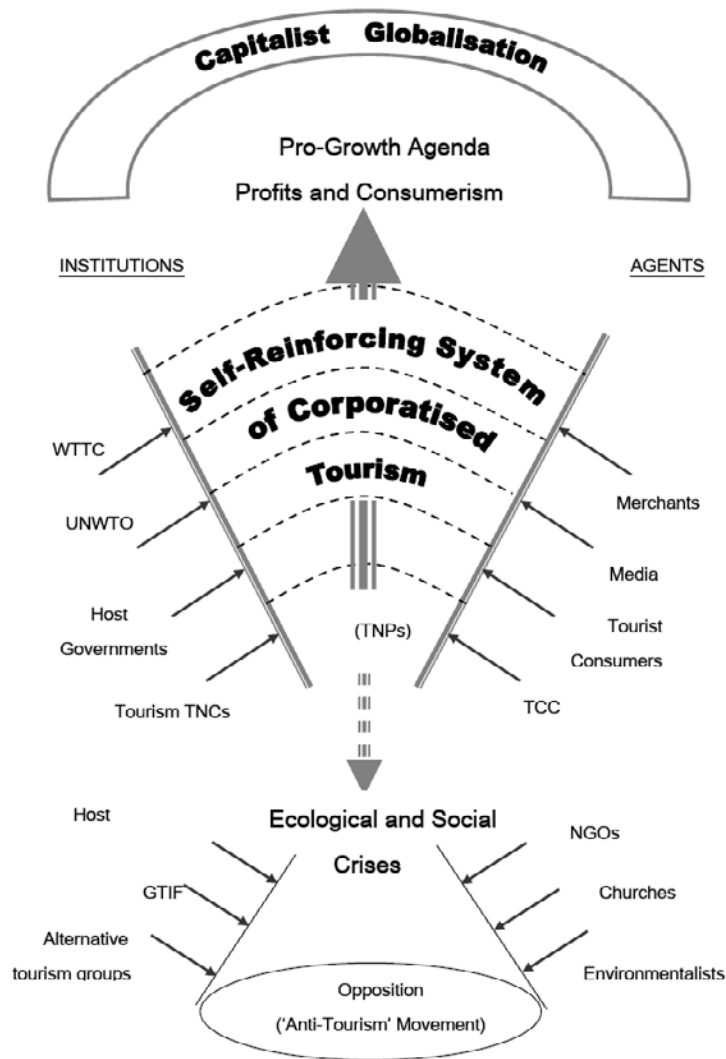 Capitalist Globalisation
Pro-Growth Agenda
Profits and Consumerism
INSTITUTIONS
AGENTS
Self-Reinforcing System
of Corporatised
Tourism
WTTC
UNWTO
Host
Governments
Tourism TNCs
Merchants
Media
Tourist
Consumers
TCC
(TNPs)
Ecological and Social
Crises
Host
GTIF
Alternative
tourism groups
NGOs
Churches
Environmentalists
Opposition
('Anti-Tourism' Movement)